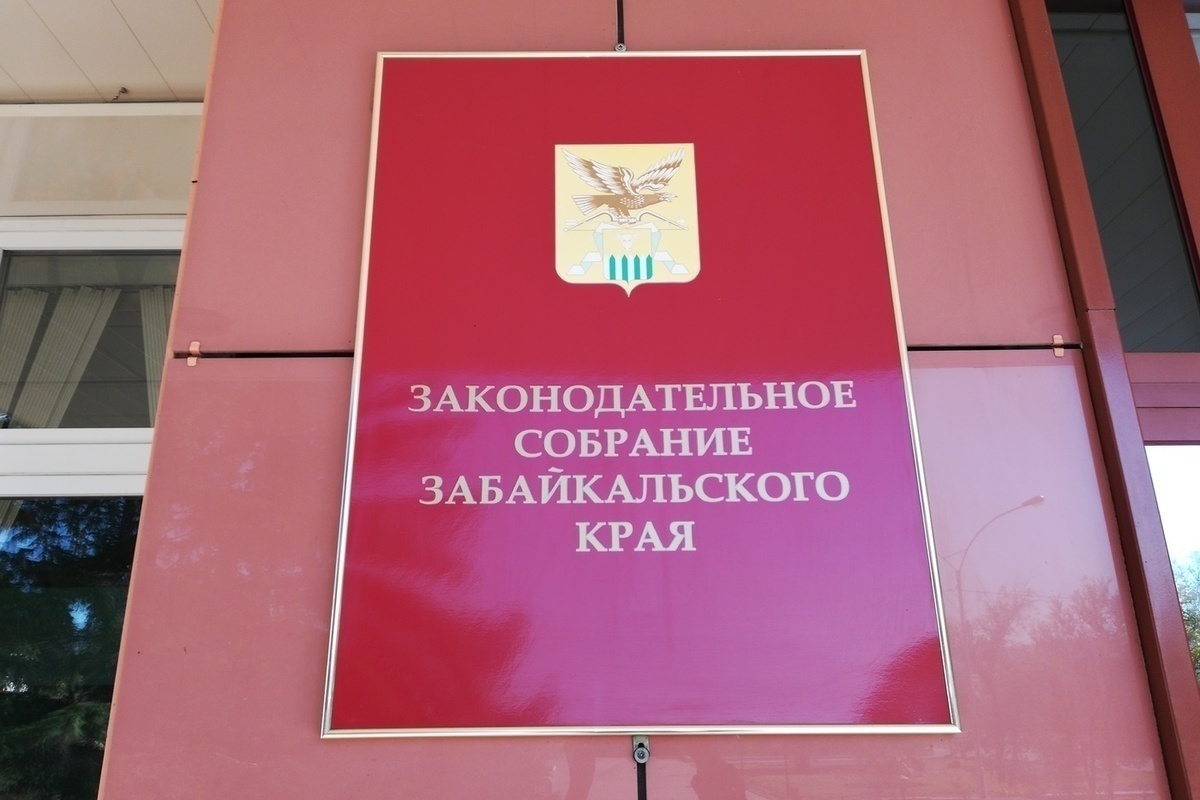 ЗАКОНОДАТЕЛЬНОЕ
СОБРАНИЕ
ЗАБАЙКАЛЬСКОГО
КРАЯ